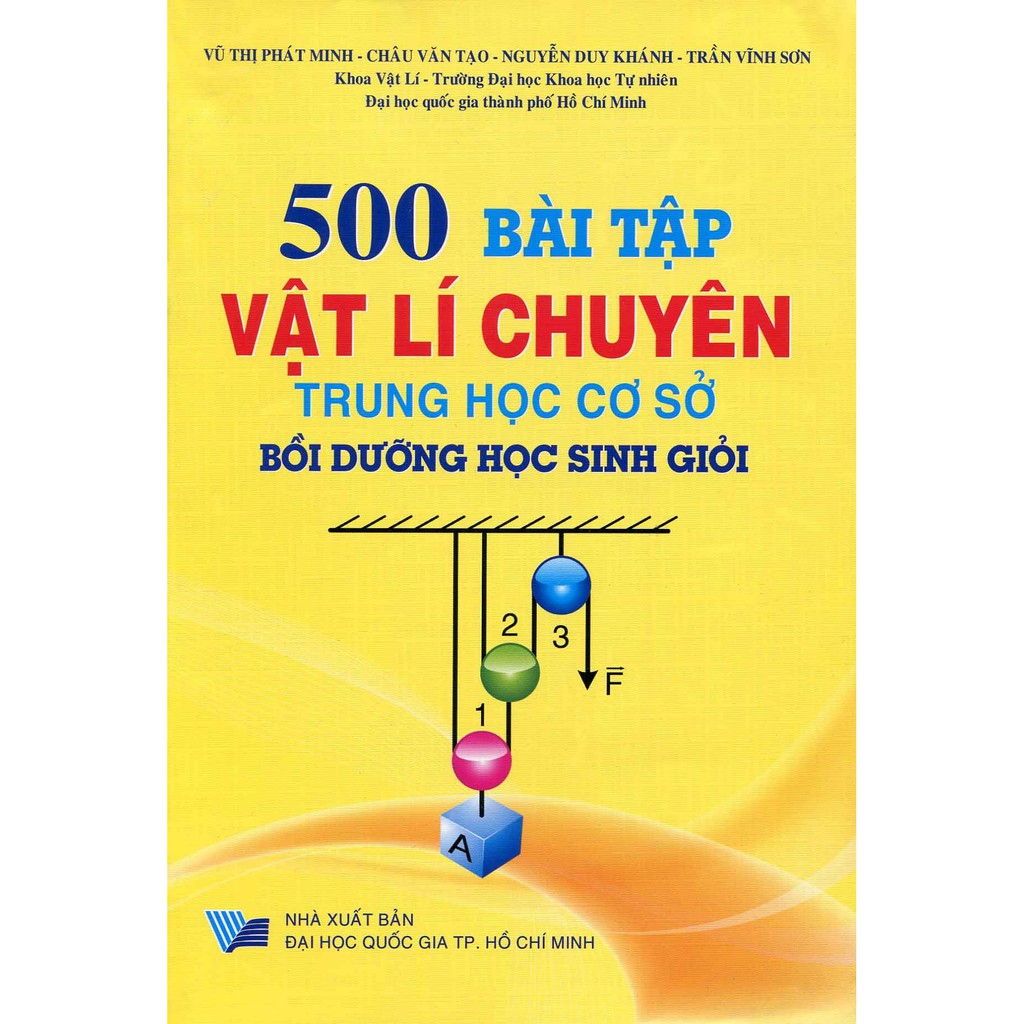 VŨ THỊ PHÁT MINH - CHÂU VĂN TẠO - NGUYỄN DUY KHÁNH - TRẦN VĨNH SƠN
Khoa Vật Lí - Trường Đại học Khoa học Tự nhiên
Đại học quốc gia thành phố Hồ Chí Minh
500 BÀI TẬP
VẬT LÍ CHUYÊN
TRUNG HỌC CƠ SỞ
BỒI DƯỠNG HỌC SINH GIỎI
2
3
F
1
A
NHÀ XUẤT BẢN
ĐẠI HỌC QUỐC GIA TP. HỒ CHÍ MINH